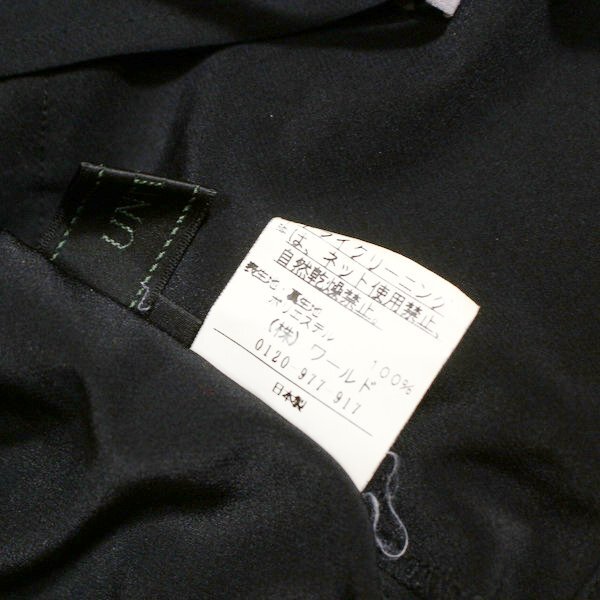 ドライクリーニング
は、ネット使用禁止、
自然乾燥禁止。
表生地・裏生地
ポリエステル 100%
(株)ワールド
0120-977-917
日本製